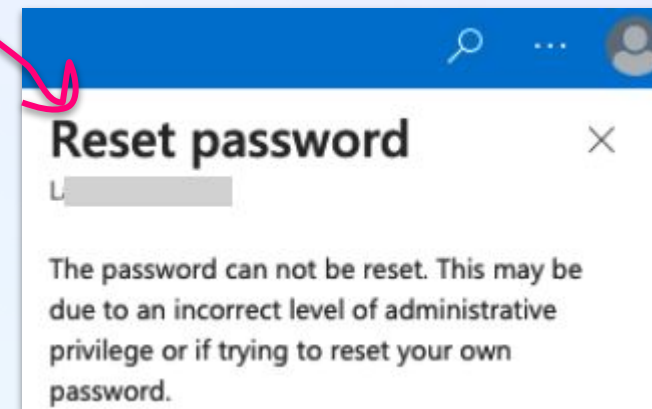 Reset password
L
The password can not be reset. This may be
due to an incorrect level of administrative
privilege or if trying to reset your own
password.